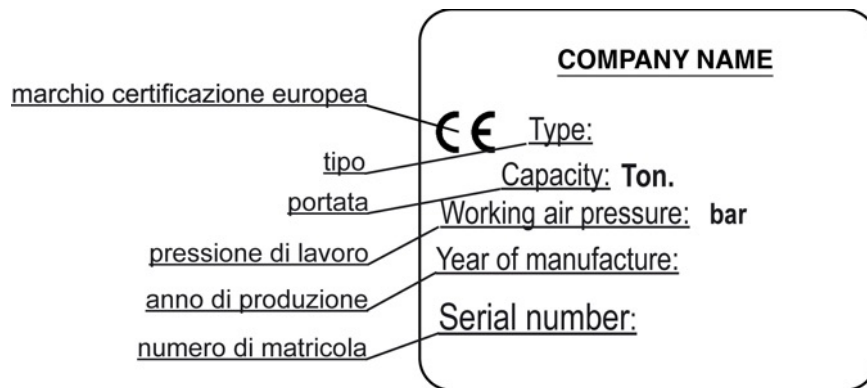 COMPANY NAME
marchio certificazione europea
CE Type:
tipo
Capacity: Ton.
portata
Working air pressure: bar
pressione di lavoro
Year of manufacture:
anno di produzione
Serial number:
numero di matricola